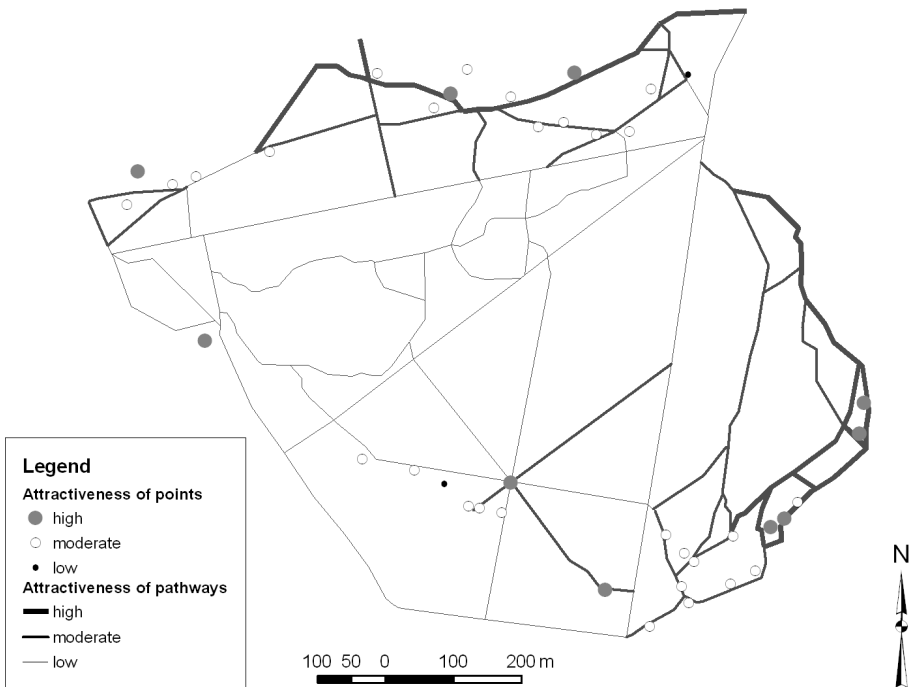 Legend
Attractiveness of points
high
moderate
low
Attractiveness of pathways
high
moderate
low
100 50 0 100 200 m
N